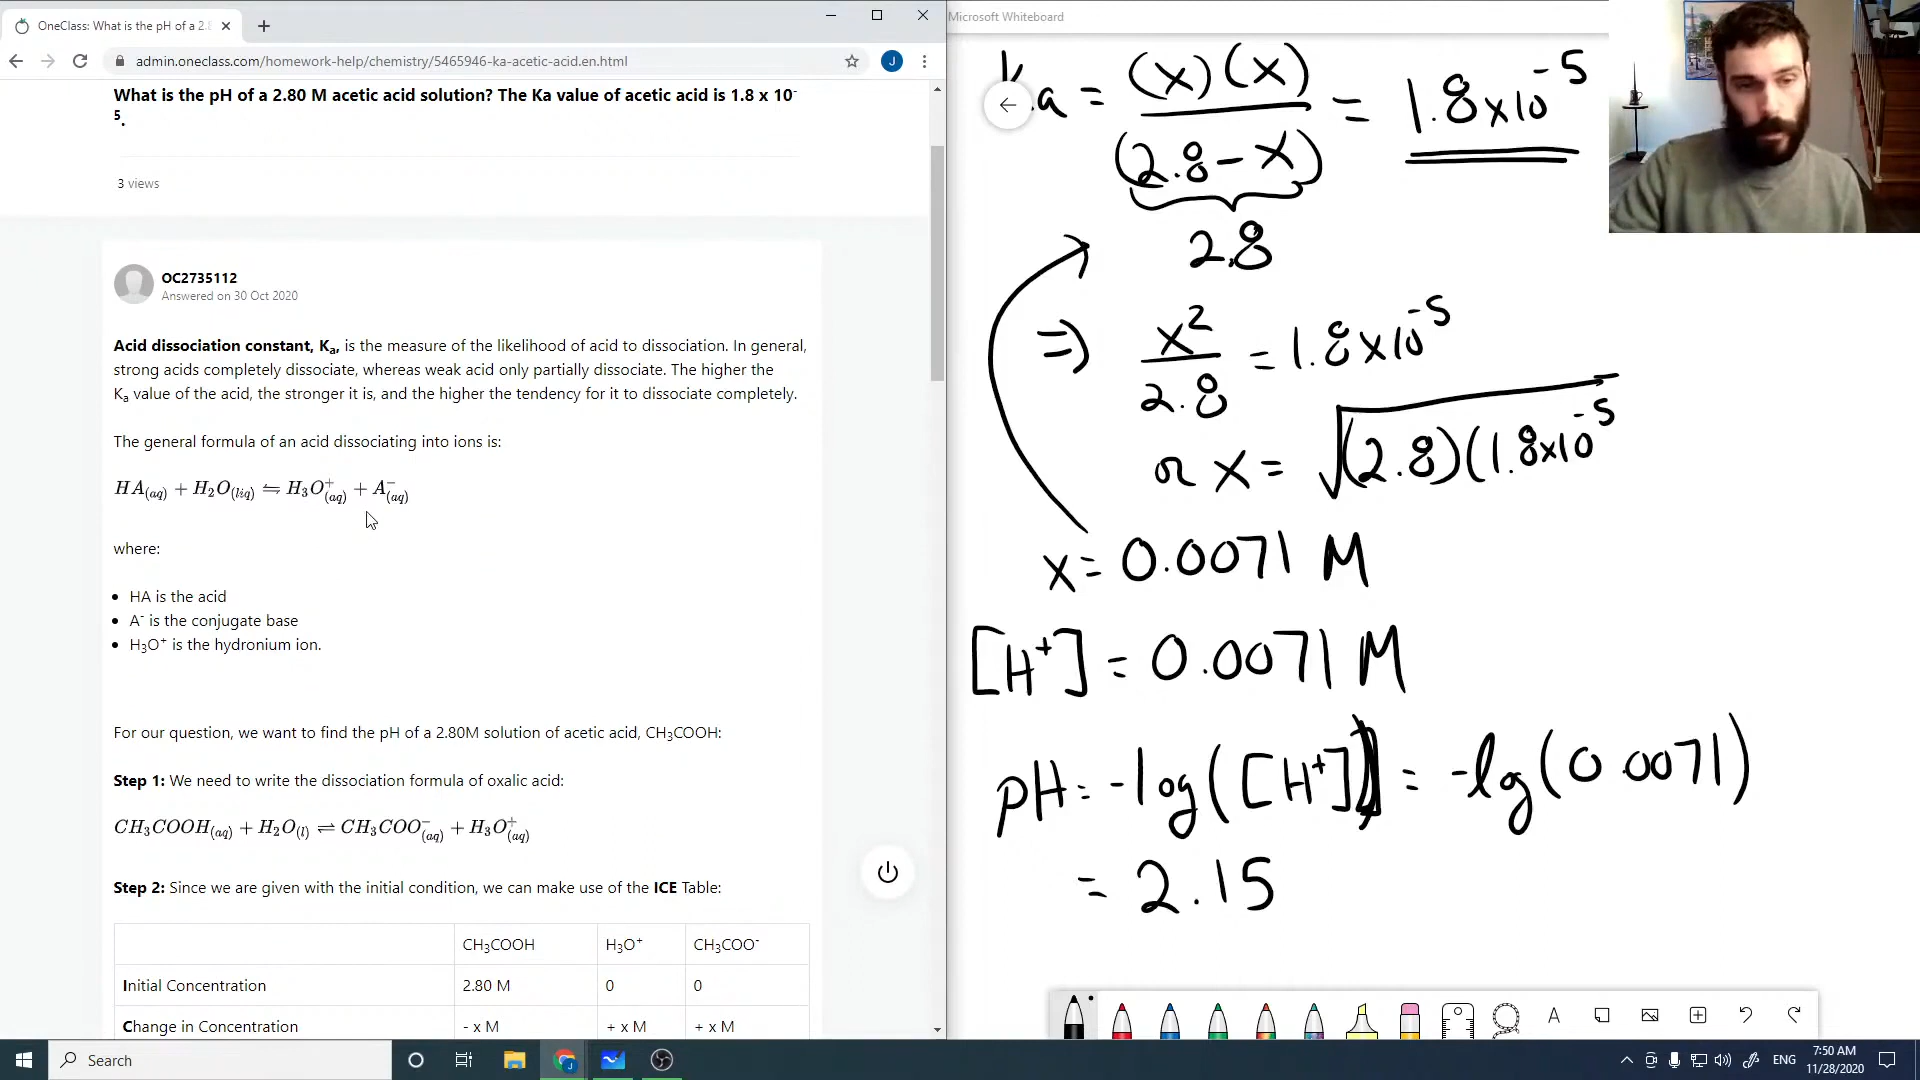 OneClass: What is the pH of a 2.8
admin.oneclass.com/homework-help/chemistry/5465946-ka-acetic-acid.en.html
J
What is the pH of a 2.80 M acetic acid solution? The Ka value of acetic acid is 1.8 x 10⁻
⁵.
3 views
OC2735112
Answered on 30 Oct 2020
Acid dissociation constant, Kₐ, is the measure of the likelihood of acid to dissociation. In general,
strong acids completely dissociate, whereas weak acid only partially dissociate. The higher the
Kₐ value of the acid, the stronger it is, and the higher the tendency for it to dissociate completely.
The general formula of an acid dissociating into ions is:
HA(aq) + H₂O(liq) ⇋ H₃O⁺(aq) + A⁻(aq)
where:
• HA is the acid
• A⁻ is the conjugate base
• H₃O⁺ is the hydronium ion.
For our question, we want to find the pH of a 2.80M solution of acetic acid, CH₃COOH:
Step 1: We need to write the dissociation formula of oxalic acid:
CH₃COOH(aq) + H₂O(l) ⇌ CH₃COO⁻(aq) + H₃O⁺(aq)
Step 2: Since we are given with the initial condition, we can make use of the ICE Table:
CH₃COOH H₃O⁺ CH₃COO⁻
Initial Concentration 2.80 M 0 0
Change in Concentration - x M + x M + x M
Microsoft Whiteboard
Ka = (x)(x) / (2.8 - x) = 1.8x10⁻⁵
2.8
=> x² / 2.8 = 1.8x10⁻⁵
or x = √(2.8)(1.8x10⁻⁵
x = 0.0071 M
[H⁺] = 0.0071 M
pH = -log([H⁺]) = -log(0.0071)
= 2.15
A
Search
ENG
7:50 AM
11/28/2020